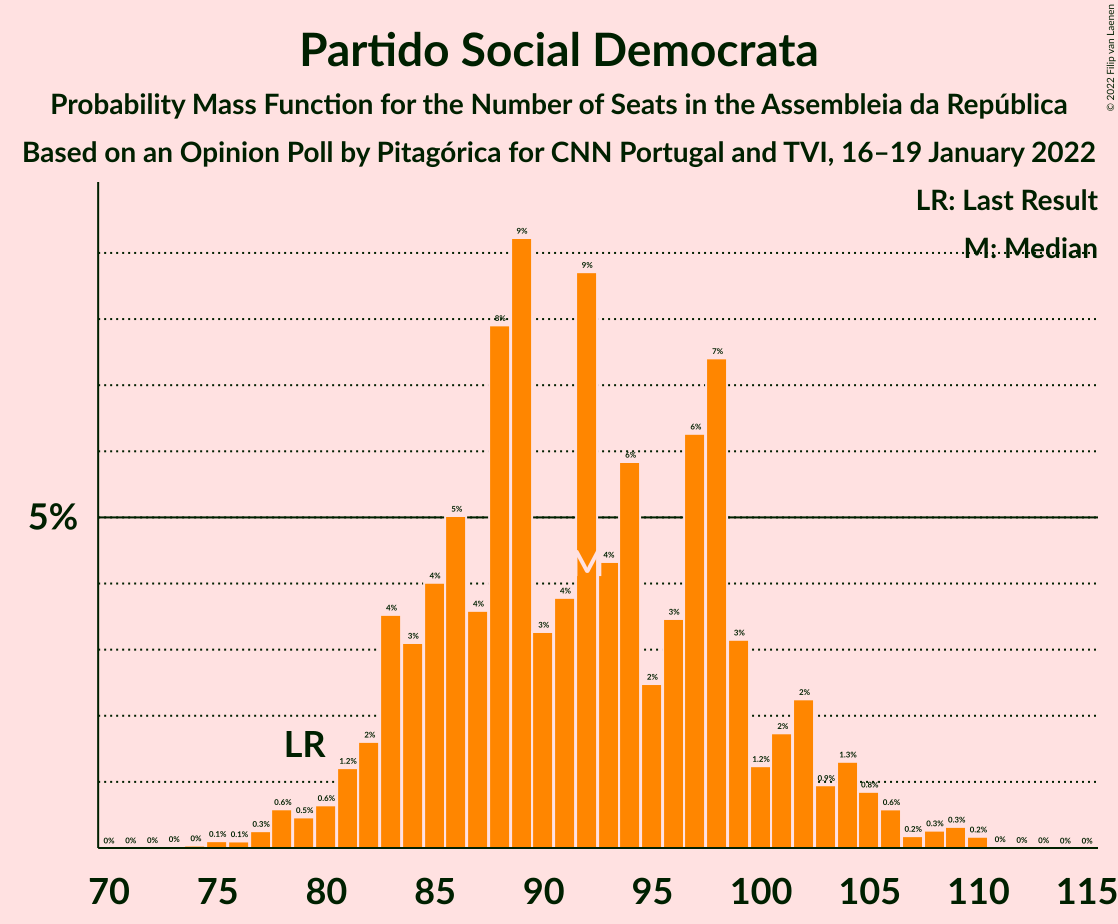 Partido Social Democrata
Probability Mass Function for the Number of Seats in the Assembleia da República
Based on an Opinion Poll by Pitagórica for CNN Portugal and TVI, 16–19 January 2022
© 2022 Filip van Laenen
LR: Last Result
M: Median
5%
0% 0% 0% 0% 0% 0.1% 0.1% 0.3% 0.6% 0.5% 0.6% 1.2% 2% 4% 3% 4% 5% 4% 8% 9% 3% 4% 9% 4% 6% 2% 3% 6% 7% 3% 1.2% 2% 2% 0.9% 1.3% 0.8% 0.6% 0.2% 0.3% 0.3% 0.2% 0% 0% 0% 0% 0%
LR
M
70 75 80 85 90 95 100 105 110 115